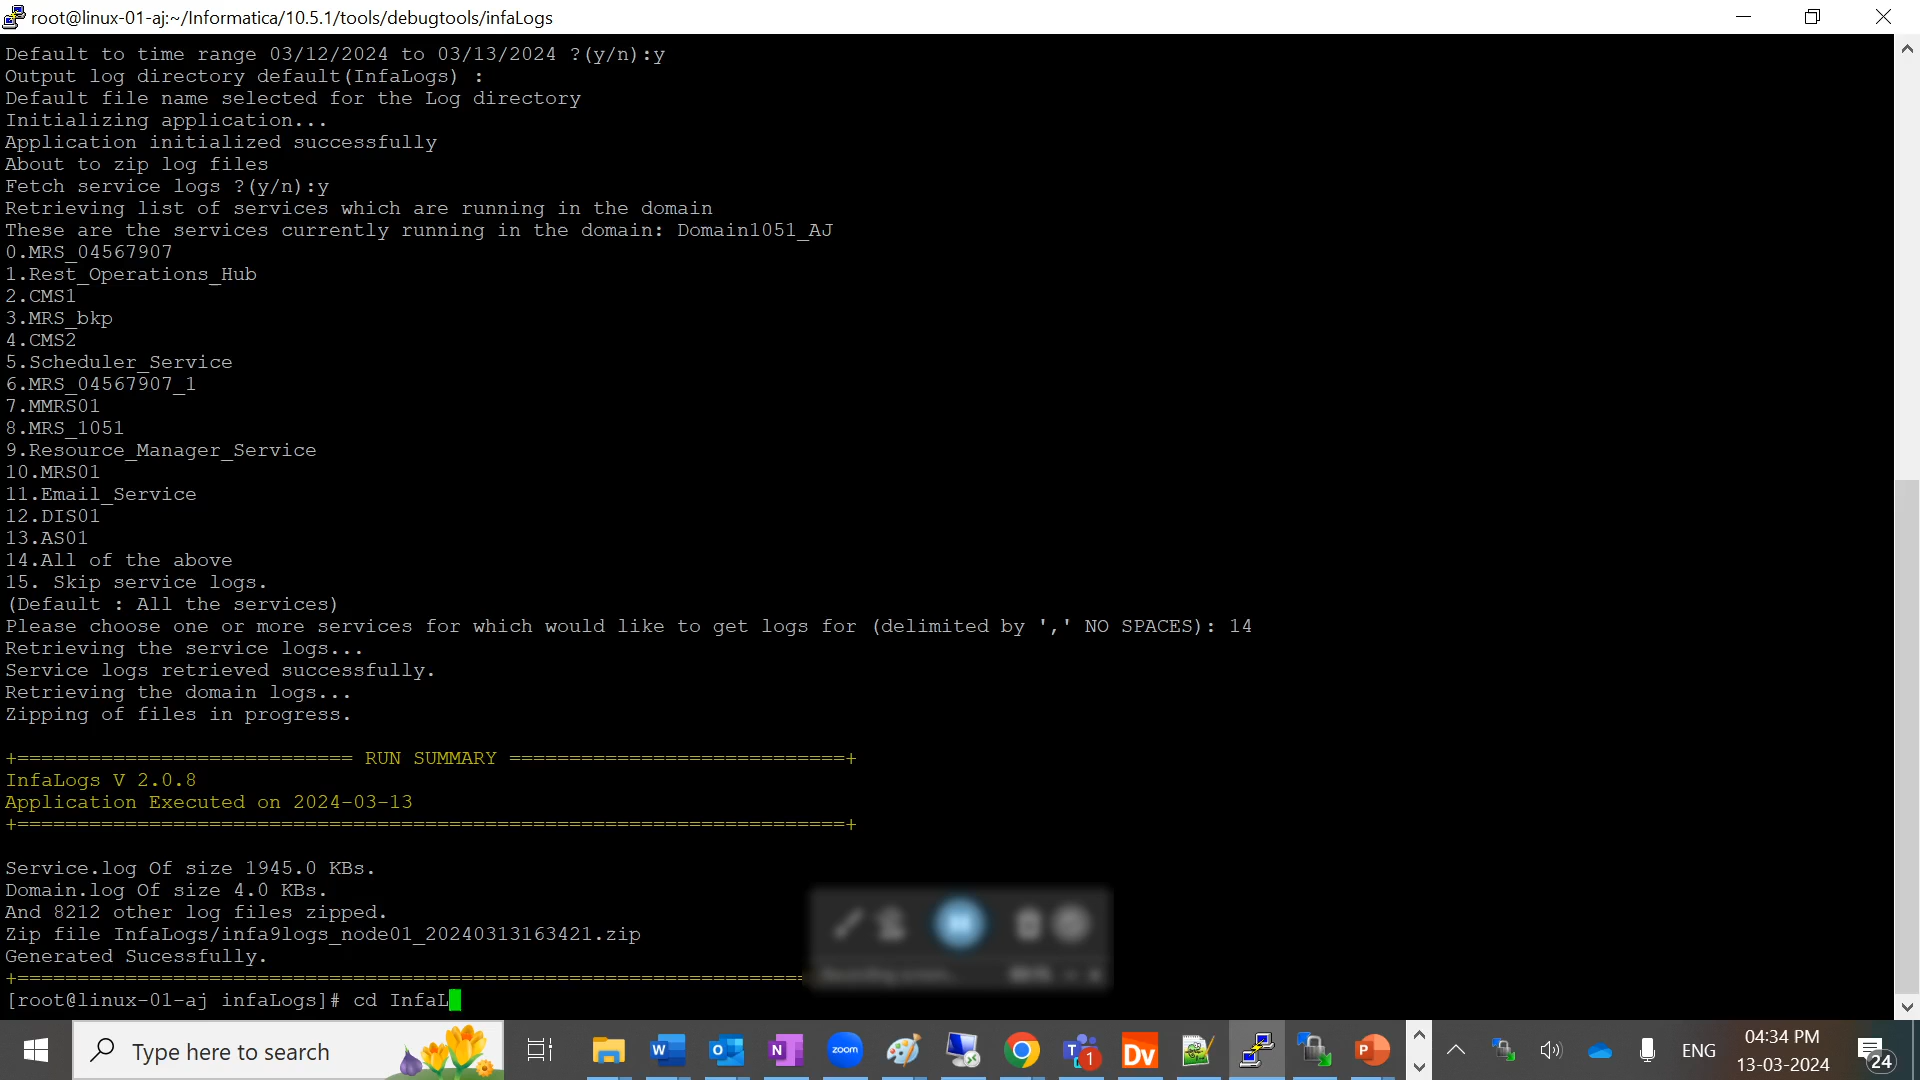 root@linux-01-aj:~/Informatica/10.5.1/tools/debugtools/infaLogs
Default to time range 03/12/2024 to 03/13/2024 ?(y/n):y
Output log directory default(InfaLogs) :
Default file name selected for the Log directory
Initializing application...
Application initialized successfully
About to zip log files
Fetch service logs ?(y/n):y
Retrieving list of services which are running in the domain
These are the services currently running in the domain: Domain1051_AJ
0.MRS_04567907
1.Rest_Operations_Hub
2.CMS1
3.MRS_bkp
4.CMS2
5.Scheduler_Service
6.MRS_04567907_1
7.MMRS01
8.MRS_1051
9.Resource_Manager_Service
10.MRS01
11.Email_Service
12.DIS01
13.AS01
14.All of the above
15. Skip service logs.
(Default : All the services)
Please choose one or more services for which would like to get logs for (delimited by ',' NO SPACES): 14
Retrieving the service logs...
Service logs retrieved successfully.
Retrieving the domain logs...
Zipping of files in progress.
+============================ RUN SUMMARY ============================+
InfaLogs V 2.0.8
Application Executed on 2024-03-13
+=====================================================================+
Service.log Of size 1945.0 KBs.
Domain.log Of size 4.0 KBs.
And 8212 other log files zipped.
Zip file InfaLogs/infa9logs_node01_20240313163421.zip
Generated Sucessfully.
+==================================================================
[root@linux-01-aj infaLogs]# cd InfaL
Type here to search
W
N
zoom
T
1
Dv
P
ENG
04:34 PM
13-03-2024
24